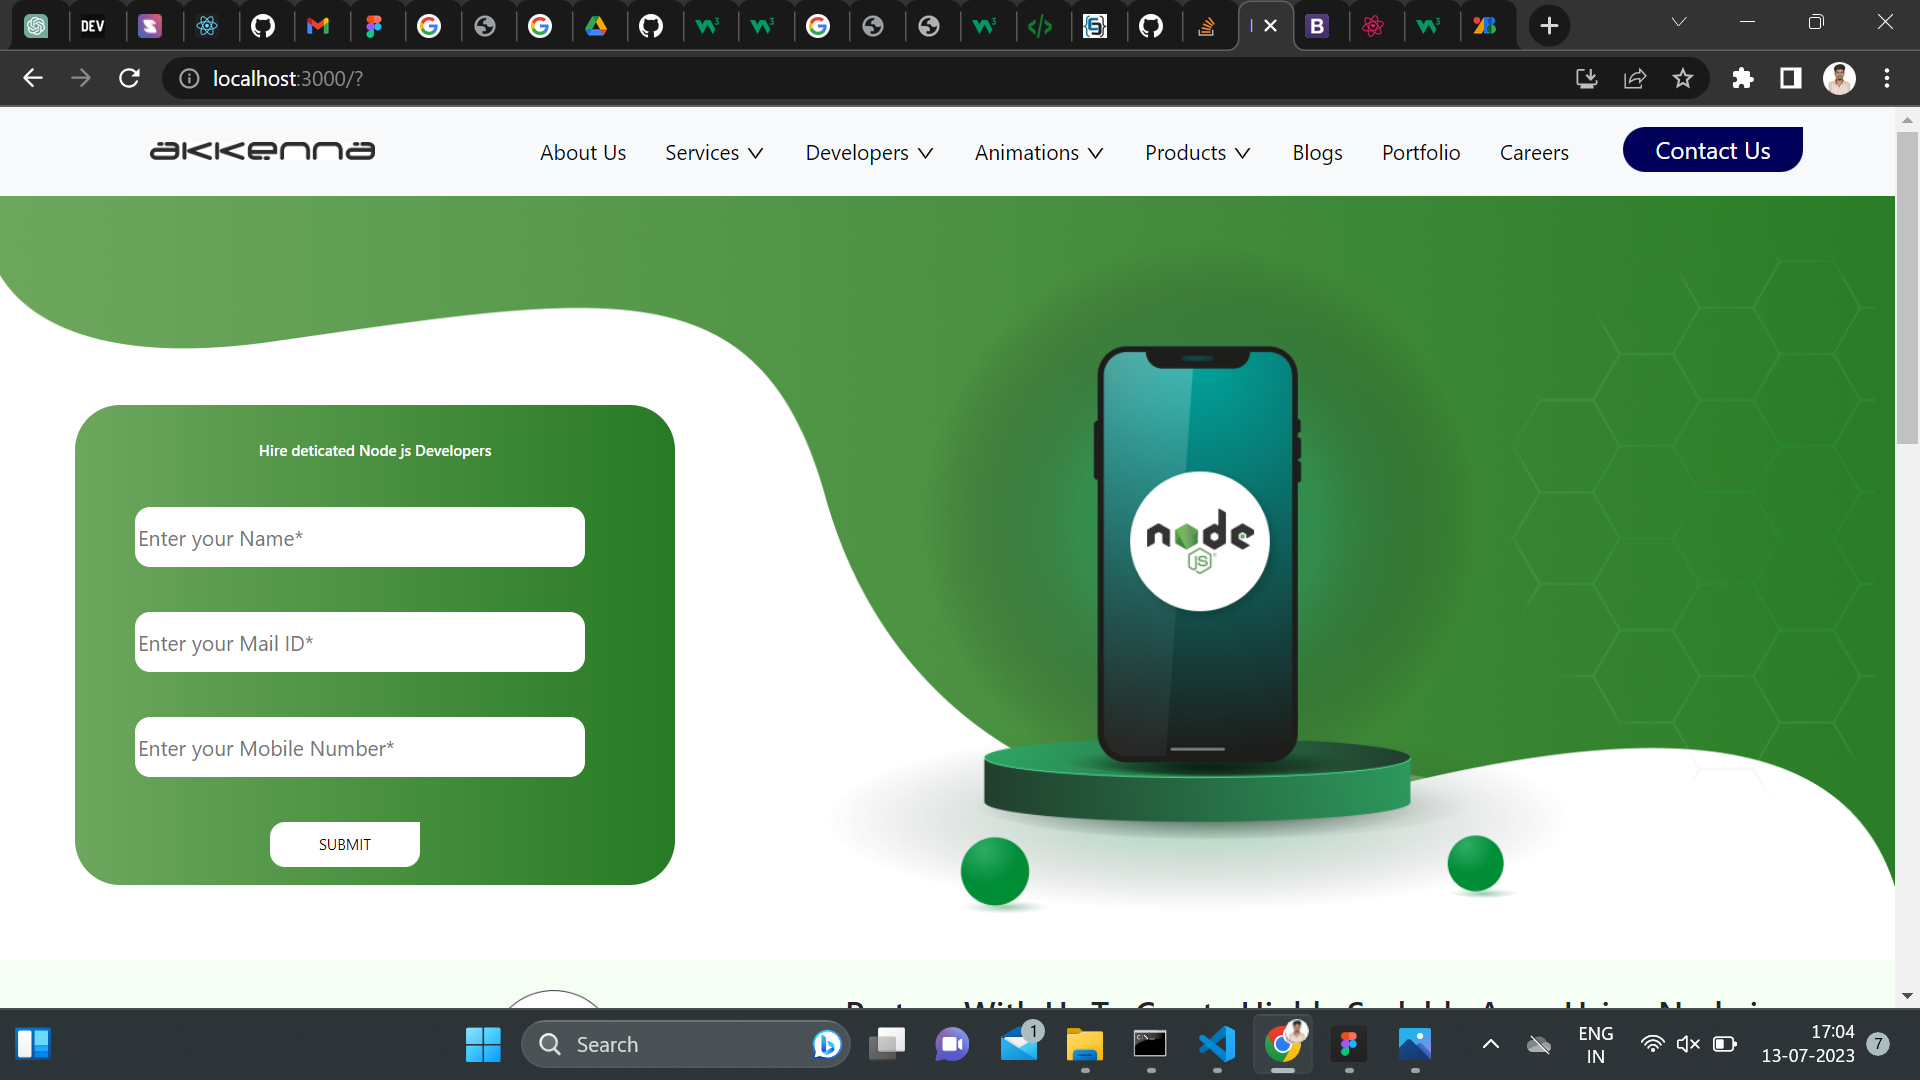 DEV
localhost:3000/?
akkenna
About Us Services Developers Animations Products Blogs Portfolio Careers Contact Us
Hire deticated Node js Developers
Enter your Name*
Enter your Mail ID*
Enter your Mobile Number*
SUBMIT
node
JS
Search
1
ENG
IN
17:04
13-07-2023
7